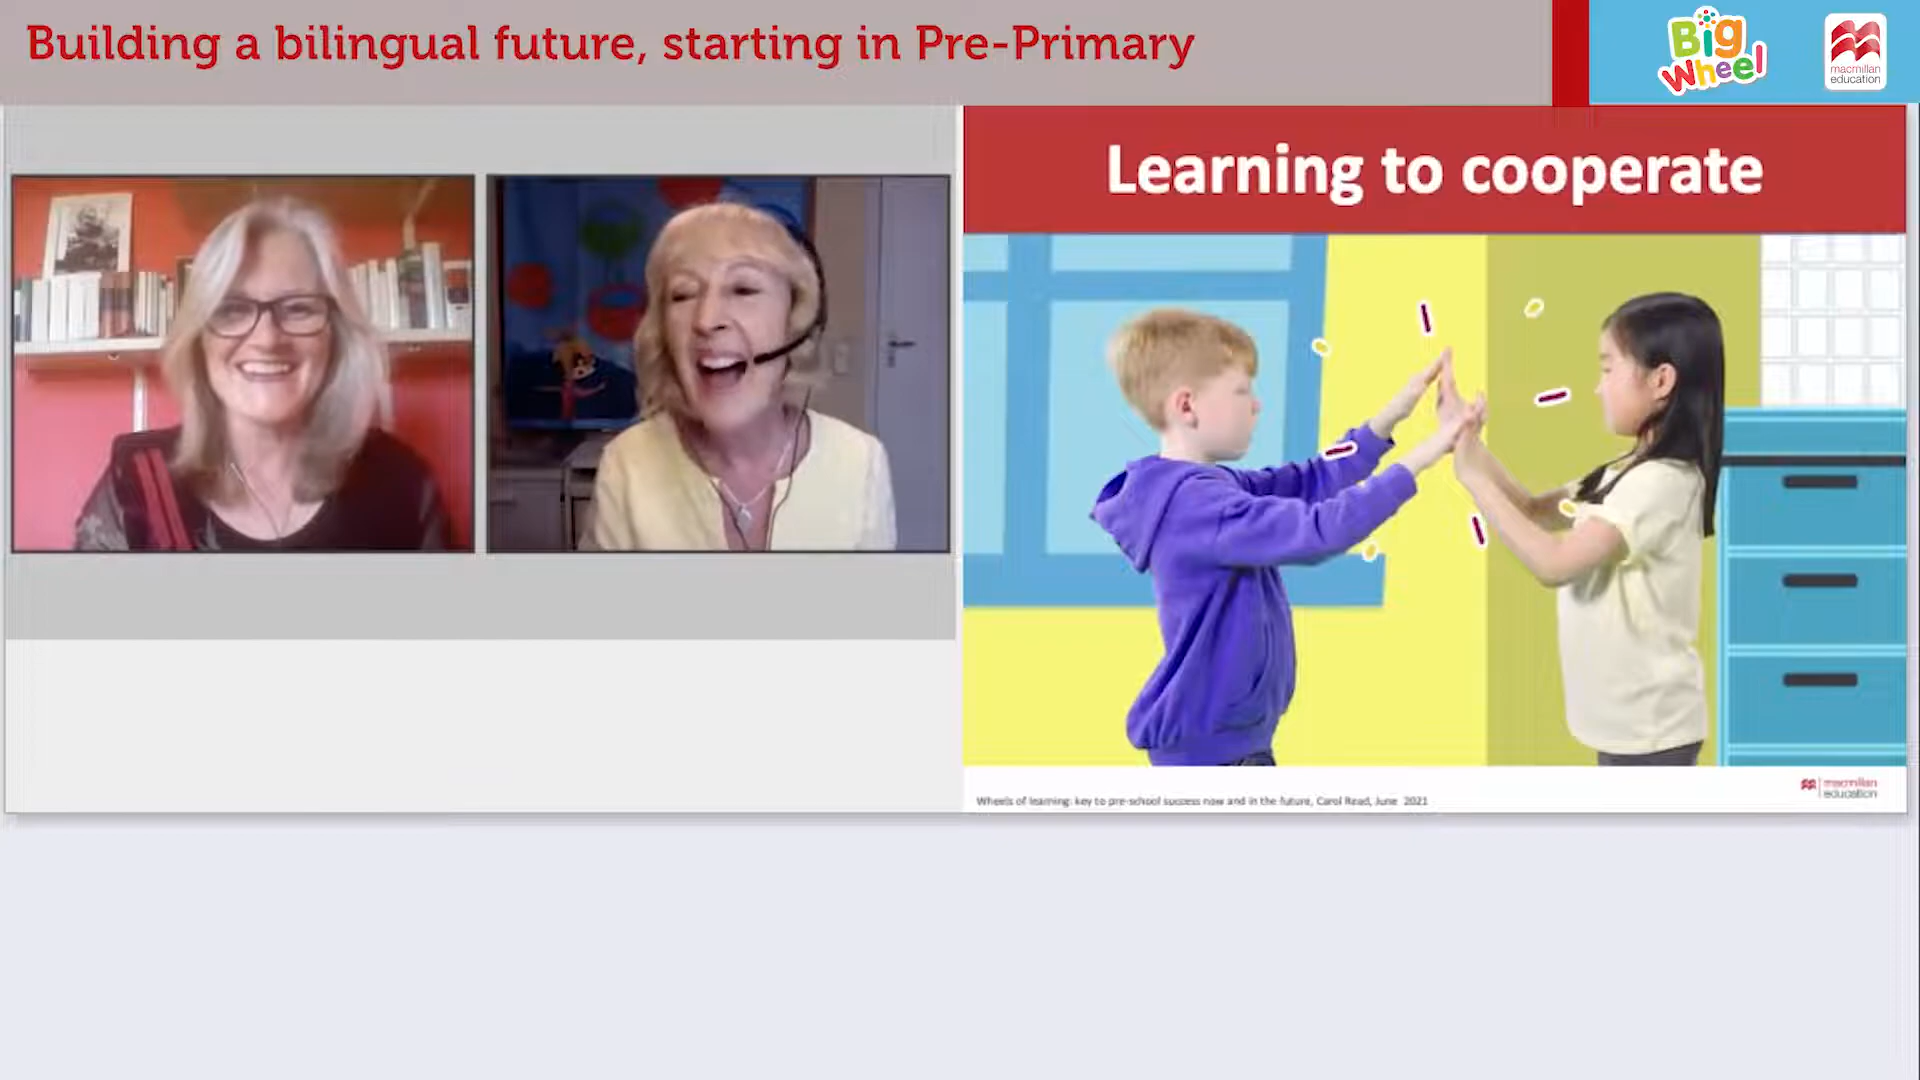 Building a bilingual future, starting in Pre-Primary
Big
Wheel
macmillan
education
Learning to cooperate
Wheels of learning: key to pre-school success now and in the future, Carol Read, June 2021
macmillan
education